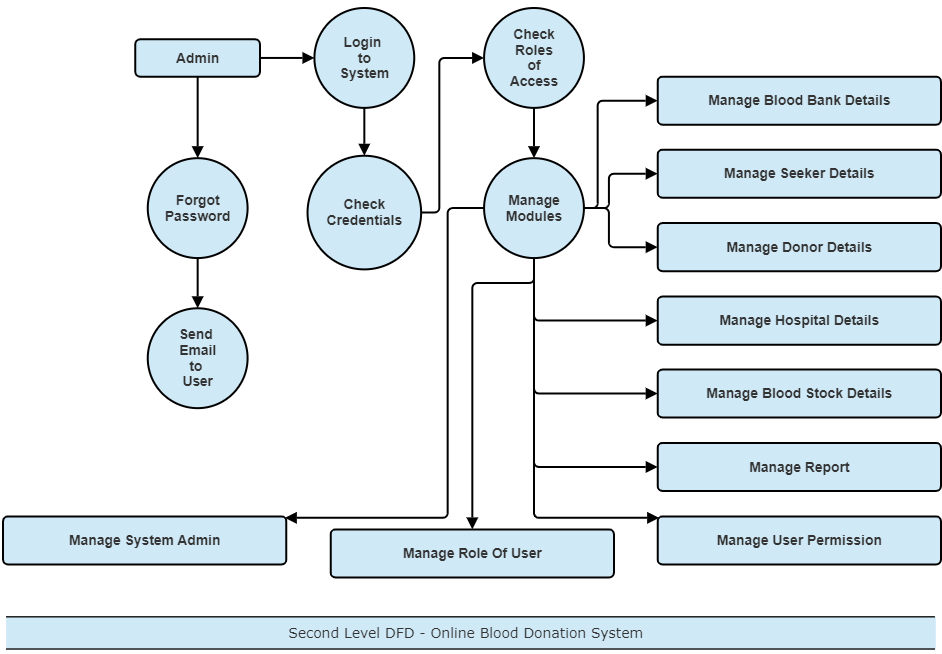 Admin
Login
to
System
Check
Roles
of
Access
Manage Blood Bank Details
Manage Seeker Details
Forgot
Password
Check
Credentials
Manage
Modules
Manage Donor Details
Manage Hospital Details
Send
Email
to
User
Manage Blood Stock Details
Manage Report
Manage System Admin
Manage Role Of User
Manage User Permission
Second Level DFD - Online Blood Donation System